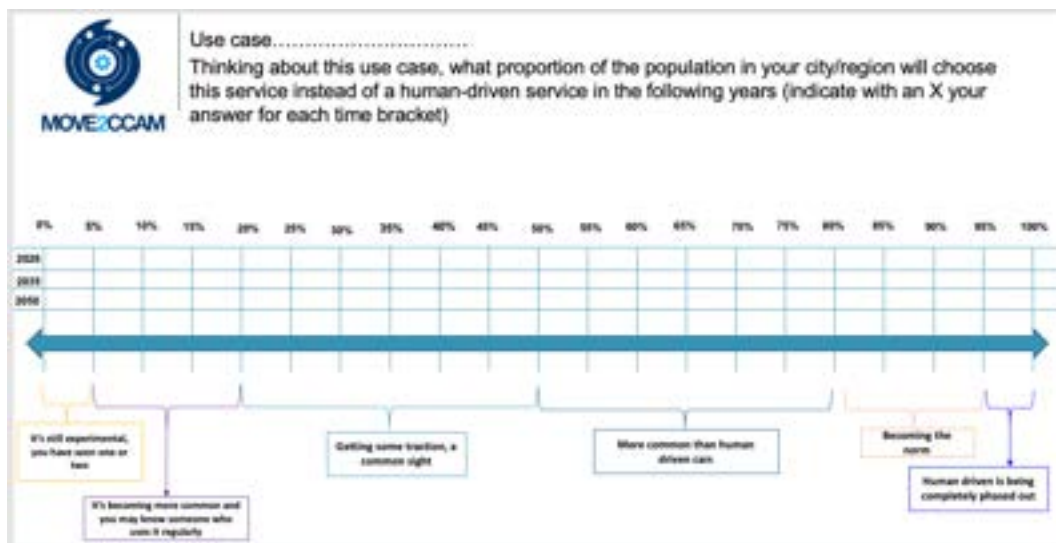 Use case................................
Thinking about this use case, what proportion of the population in your city/region will choose
this service instead of a human-driven service in the following years (indicate with an X your
answer for each time bracket)
MOVE2CCAM
0% 5% 10% 15% 20% 25% 30% 35% 40% 45% 50% 55% 60% 65% 70% 75% 80% 85% 90% 95% 100%
2035
2050
It's still experimental,
you have seen one or
two
Getting some traction, a
common sight
More common than human
driven cars
Becoming the
norm
Human driven is being
completely phased out
It's becoming more common and
you may know someone who
uses it regularly